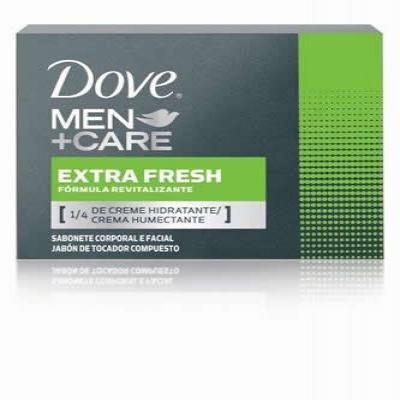 Dove
MEN
+CARE
EXTRA FRESH
FÓRMULA REVITALIZANTE
[ 1/4 DE CREME HIDRATANTE/
CREMA HUMECTANTE ]
SABONETE CORPORAL E FACIAL
JABÓN DE TOCADOR COMPUESTO